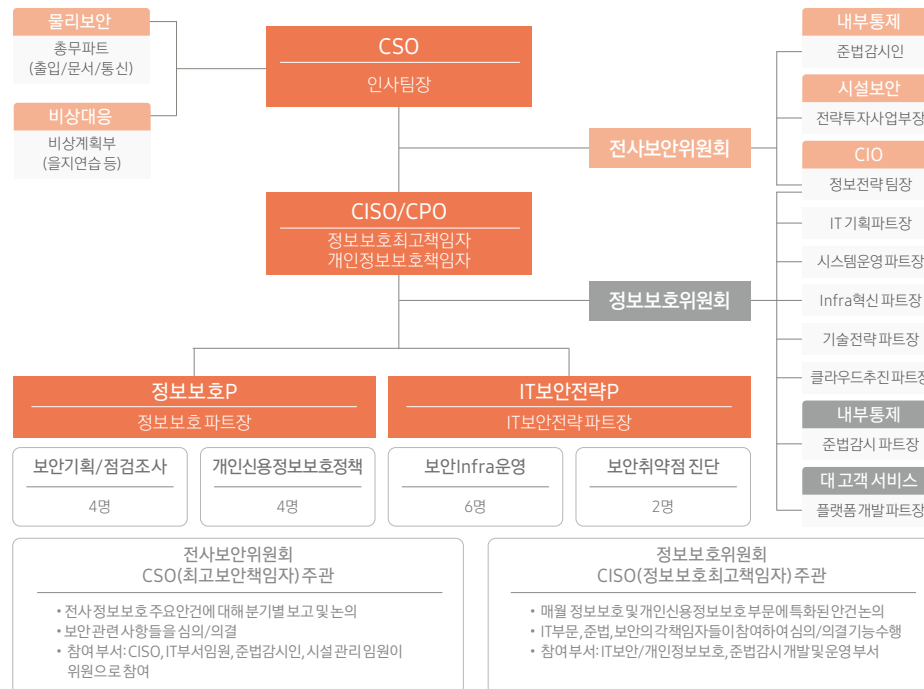 물리보안
총무파트
(출입/문서/통신)
비상대응
비상계획부
(을지연습 등)
CSO
인사팀장
전사보안위원회
CISO/CPO
정보보호최고책임자
개인정보보호책임자
정보보호위원회
내부통제
준법감시인
시설보안
전략투자사업부장
CIO
정보전략 팀장
IT 기획파트장
시스템운영 파트장
Infra혁신 파트장
기술전략 파트장
클라우드추진 파트장
내부통제
준법감시 파트장
대 고객 서비스
플랫폼 개발 파트장
정보보호P
정보보호 파트장
IT보안전략P
IT보안전략 파트장
보안기획/점검조사
4명
개인신용정보보호정책
4명
보안Infra운영
6명
보안취약점 진단
2명
전사보안위원회
CSO(최고보안책임자) 주관
• 전사 정보보호 주요안건에 대해 분기별 보고 및 논의
• 보안 관련 사항들을 심의/의결
• 참여 부서: CISO, IT부서임원, 준법감시인, 시설 관리 임원이
위원으로 참여
정보보호위원회
CISO(정보보호최고책임자) 주관
• 매월 정보보호 및 개인신용정보보호 부문에 특화된 안건 논의
• IT부문, 준법, 보안의 각 책임자들이 참여하여 심의/의결 기능 수행
• 참여 부서: IT보안/개인정보보호, 준법감시 개발 및 운영 부서